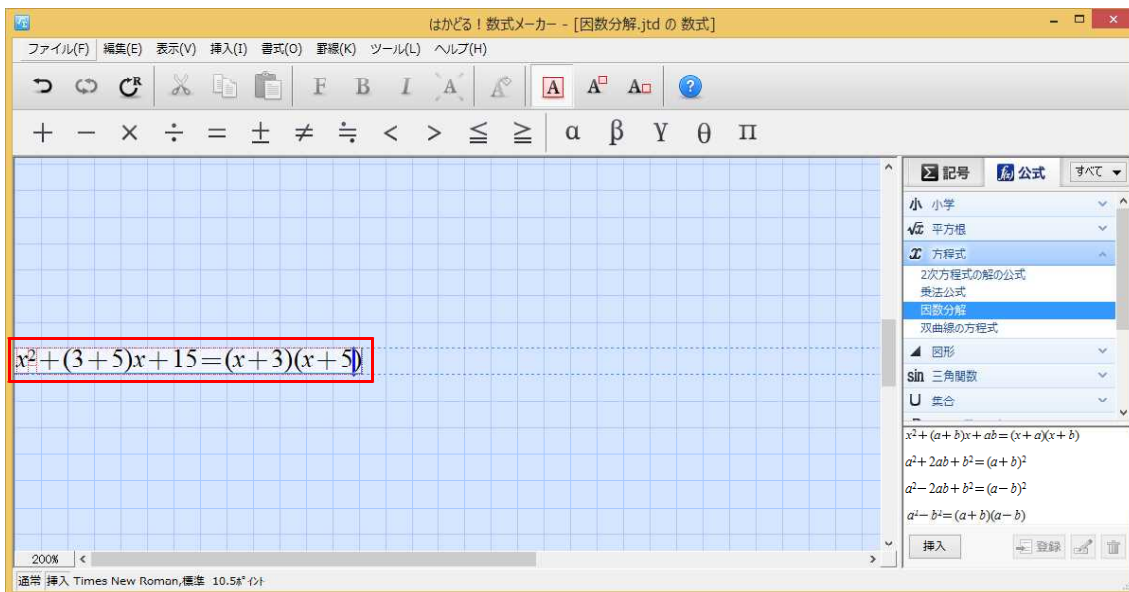 はかどる！数式メーカー - [因数分解.jtd の 数式]
ファイル(F) 編集(E) 表示(V) 挿入(I) 書式(O) 罫線(K) ツール(L) ヘルプ(H)
R F B I A A A A A ?
+ − × ÷ = ± ≠ ≒ < > ≦ ≧ α β γ θ π
Σ 記号 f(x) 公式 すべて
小 小学
√x 平方根
x 方程式
2次方程式の解の公式
乗法公式
因数分解
双曲線の方程式
図形
sin 三角関数
∪ 集合
x²+(3+5)x+15=(x+3)(x+5)
x²+(a+b)x+ab=(x+a)(x+b)
a²+2ab+b²=(a+b)²
a²−2ab+b²=(a−b)²
a²−b²=(a+b)(a−b)
挿入 登録
200%
通常 挿入 Times New Roman,標準 10.5ﾎﾟｲﾝﾄ